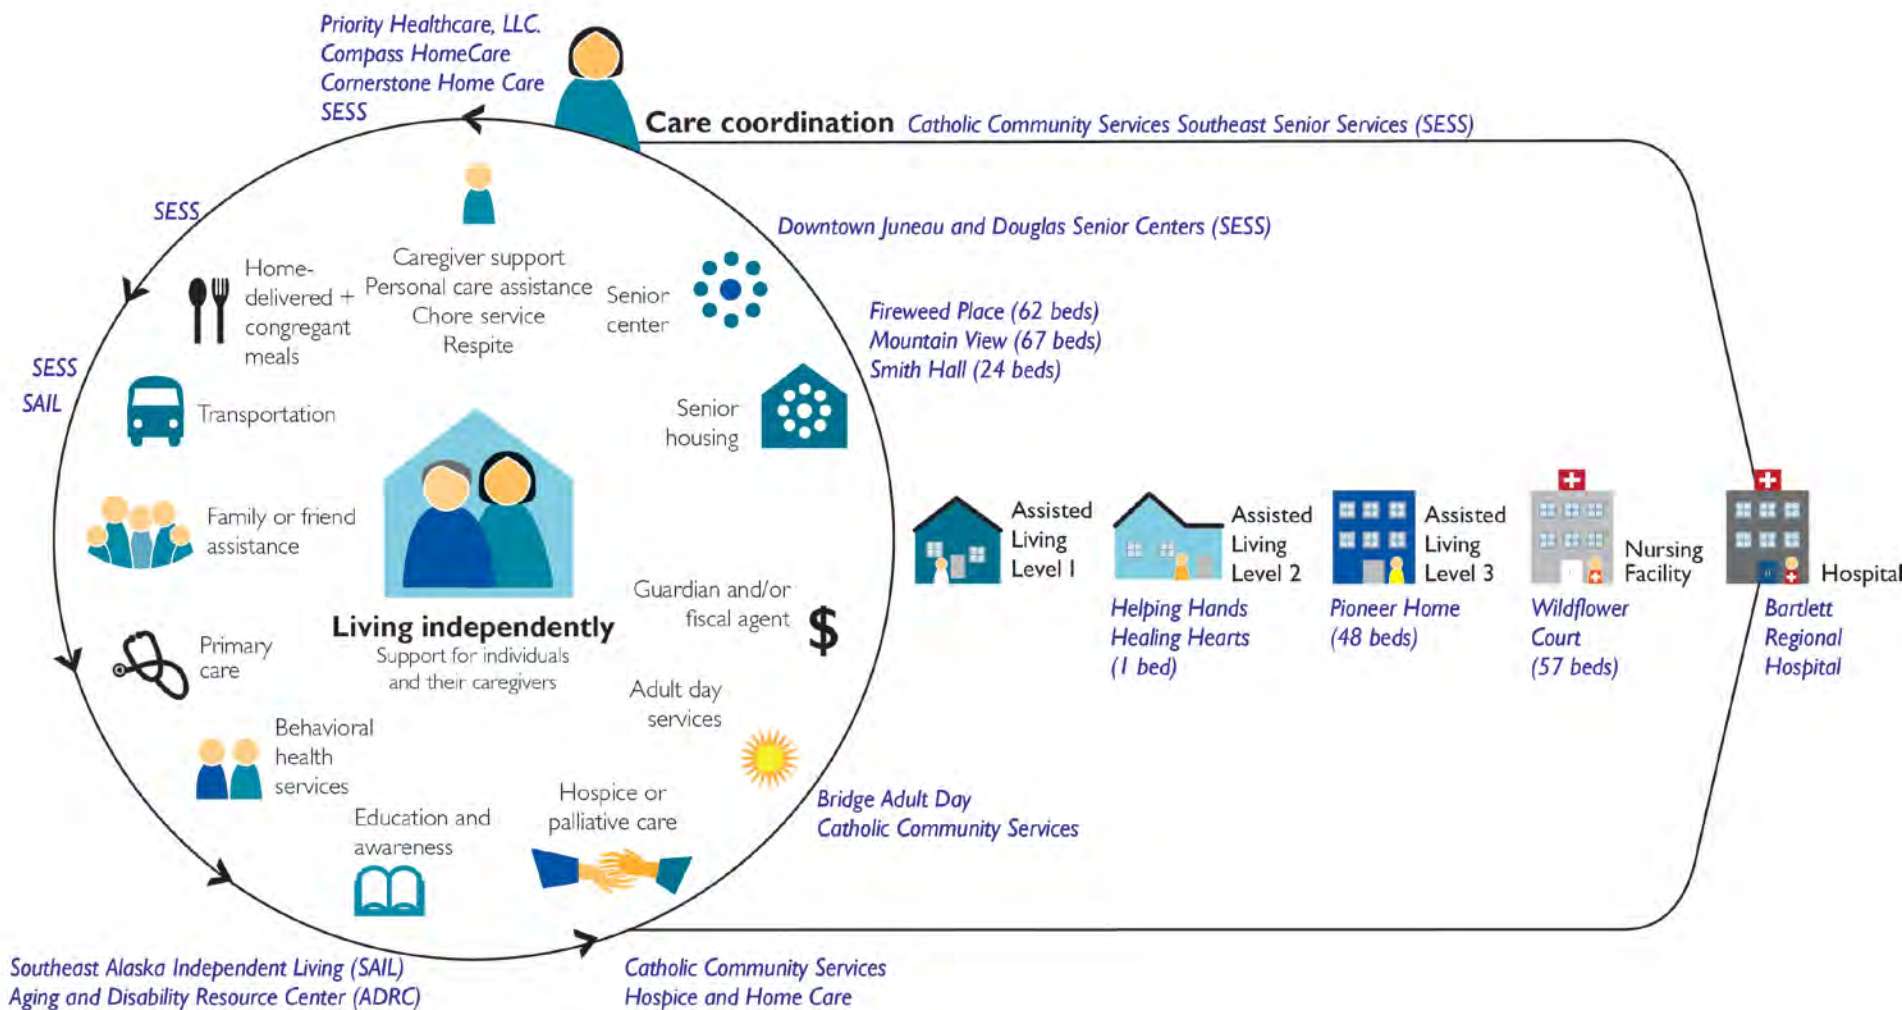 Priority Healthcare, LLC.
Compass HomeCare
Cornerstone Home Care
SESS
Care coordination Catholic Community Services Southeast Senior Services (SESS)
SESS
Downtown Juneau and Douglas Senior Centers (SESS)
Home-
delivered +
congregant
meals
Caregiver support
Personal care assistance
Chore service
Respite
Senior
center
Fireweed Place (62 beds)
Mountain View (67 beds)
Smith Hall (24 beds)
SESS
SAIL
Transportation
Senior
housing
Family or friend
assistance
Assisted
Living
Level 1
Assisted
Living
Level 2
Assisted
Living
Level 3
Nursing
Facility
Hospital
Helping Hands
Healing Hearts
(1 bed)
Pioneer Home
(48 beds)
Wildflower
Court
(57 beds)
Bartlett
Regional
Hospital
Guardian and/or
fiscal agent
$
Living independently
Support for individuals
and their caregivers
Primary
care
Adult day
services
Behavioral
health
services
Hospice or
palliative care
Education and
awareness
Bridge Adult Day
Catholic Community Services
Southeast Alaska Independent Living (SAIL)
Aging and Disability Resource Center (ADRC)
Catholic Community Services
Hospice and Home Care